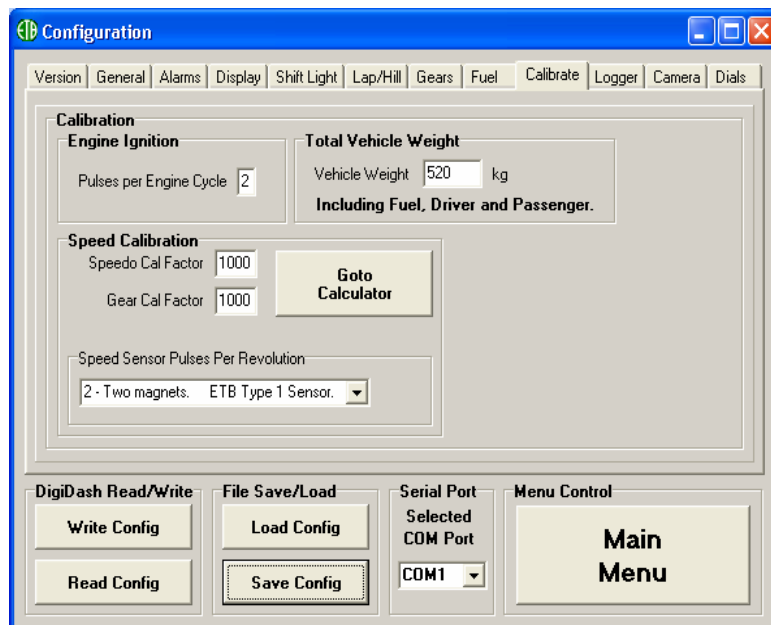 ETB Configuration
Version General Alarms Display Shift Light Lap/Hill Gears Fuel Calibrate Logger Camera Dials
Calibration
Engine Ignition
Pulses per Engine Cycle 2
Total Vehicle Weight
Vehicle Weight 520 kg
Including Fuel, Driver and Passenger.
Speed Calibration
Speedo Cal Factor 1000
Gear Cal Factor 1000
Goto
Calculator
Speed Sensor Pulses Per Revolution
2 - Two magnets. ETB Type 1 Sensor.
DigiDash Read/Write
Write Config
Read Config
File Save/Load
Load Config
Save Config
Serial Port
Selected
COM Port
COM1
Menu Control
Main
Menu